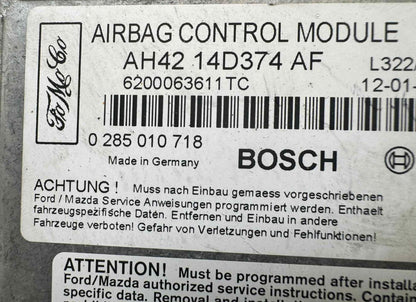 FoMoCo
AIRBAG CONTROL MODULE
AH42 14D374 AF
L322/
6200063611TC
12-01-
0 285 010 718
Made in Germany
BOSCH
ACHTUNG ! Muss nach Einbau gemaess vorgeschriebenen
Ford / Mazda Service Anweisungen programmiert werden. Enthaelt
fahrzeugspezifische Daten. Entfernen und Einbau in andere
Fahrzeuge verboten! Gefahr von Verletzungen und Fehlfunktionen!
ATTENTION! Must be programmed after install
Ford/Mazda authorized service instructions. Contai
specific data. Removal and